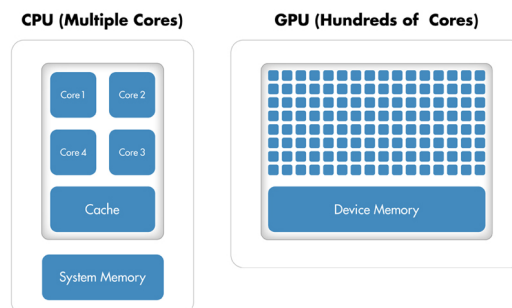 CPU (Multiple Cores)
GPU (Hundreds of Cores)
Core 1
Core 2
Core 4
Core 3
Cache
System Memory
Device Memory